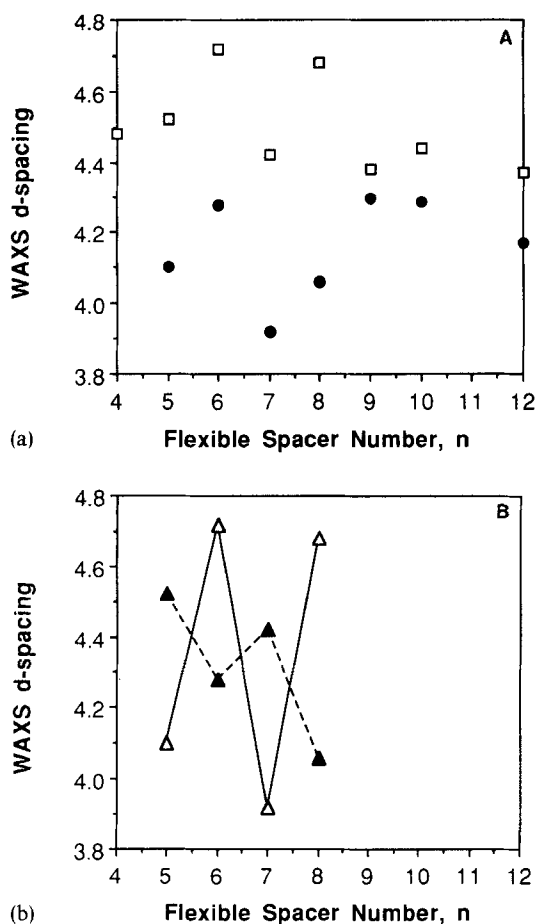 A
4.8
4.6
4.4
4.2
4.0
3.8
WAXS d-spacing
4 5 6 7 8 9 10 11 12
(a)
Flexible Spacer Number, n
B
4.8
4.6
4.4
4.2
4.0
3.8
WAXS d-spacing
4 5 6 7 8 9 10 11 12
(b)
Flexible Spacer Number, n